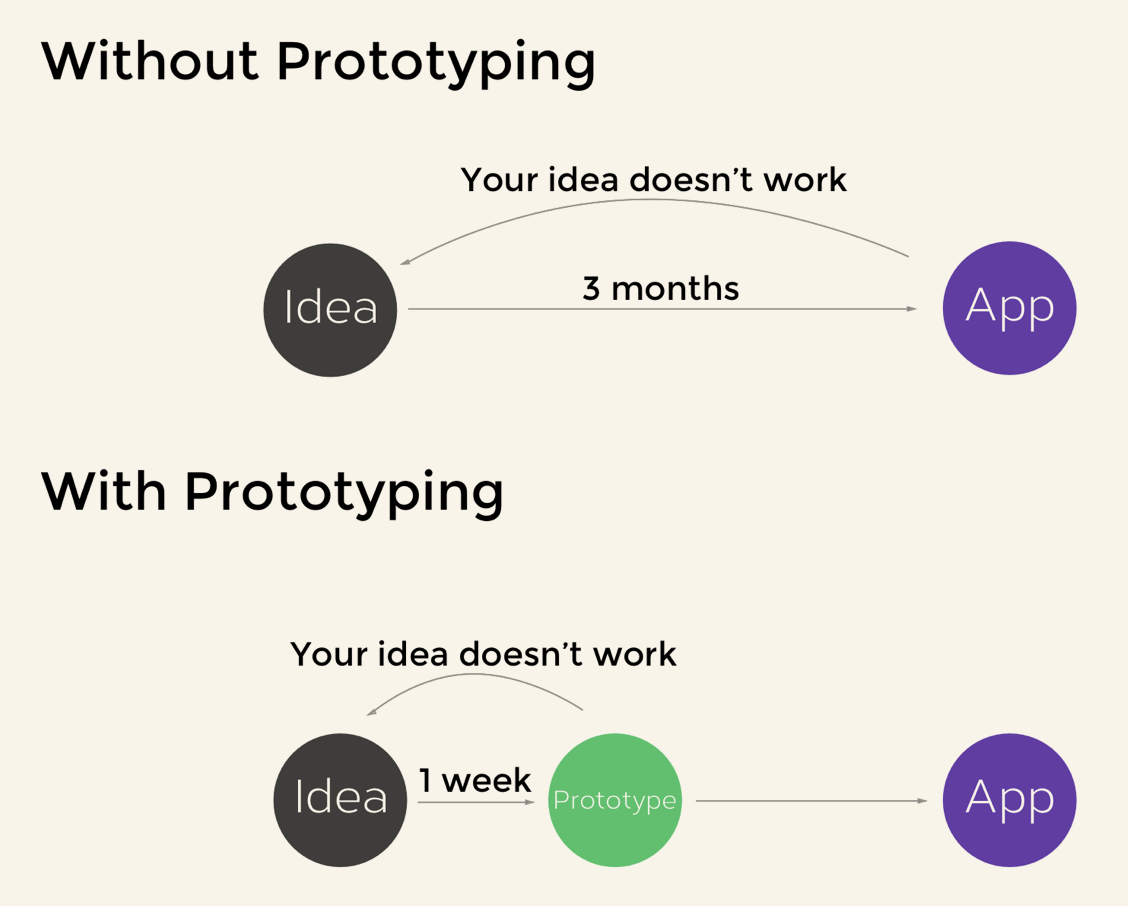 Without Prototyping
Your idea doesn’t work
3 months
Idea
App
With Prototyping
Your idea doesn’t work
1 week
Idea
Prototype
App